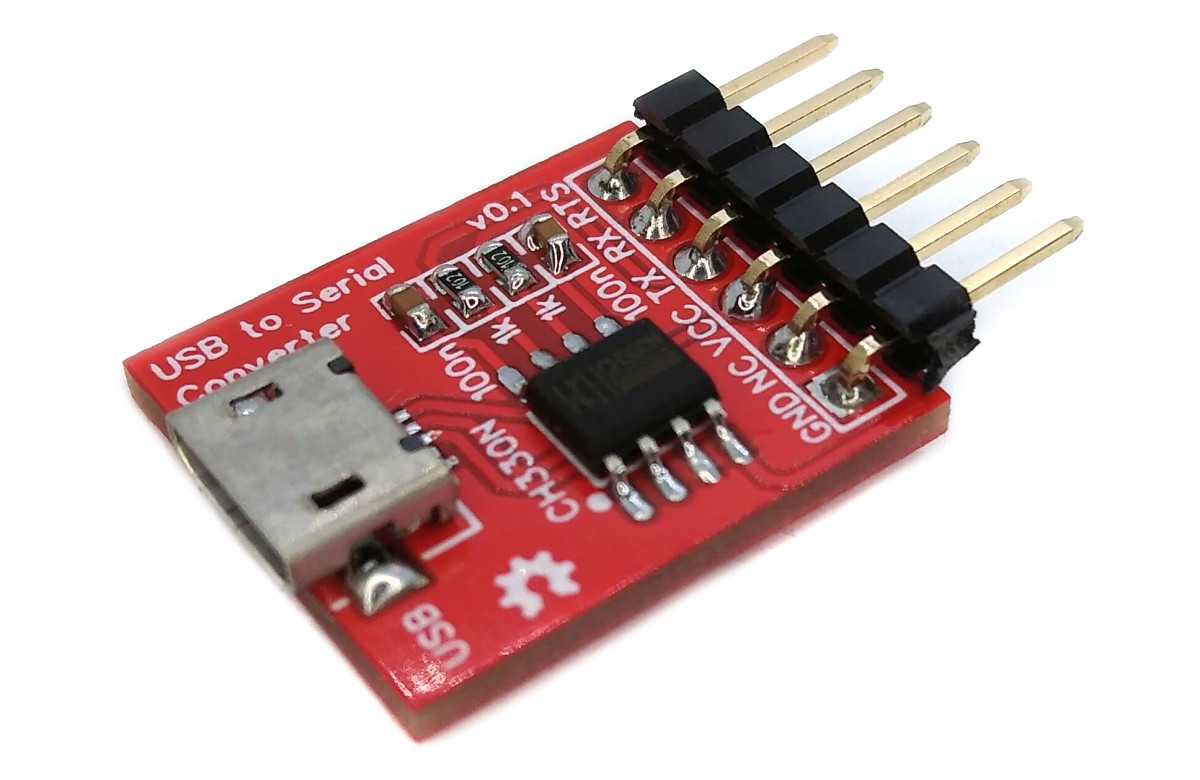 USB to Serial
Converter
v0.1
102
102
100n
1k
1k
100n
CH330N
GND NC VCC TX RX RTS
USB